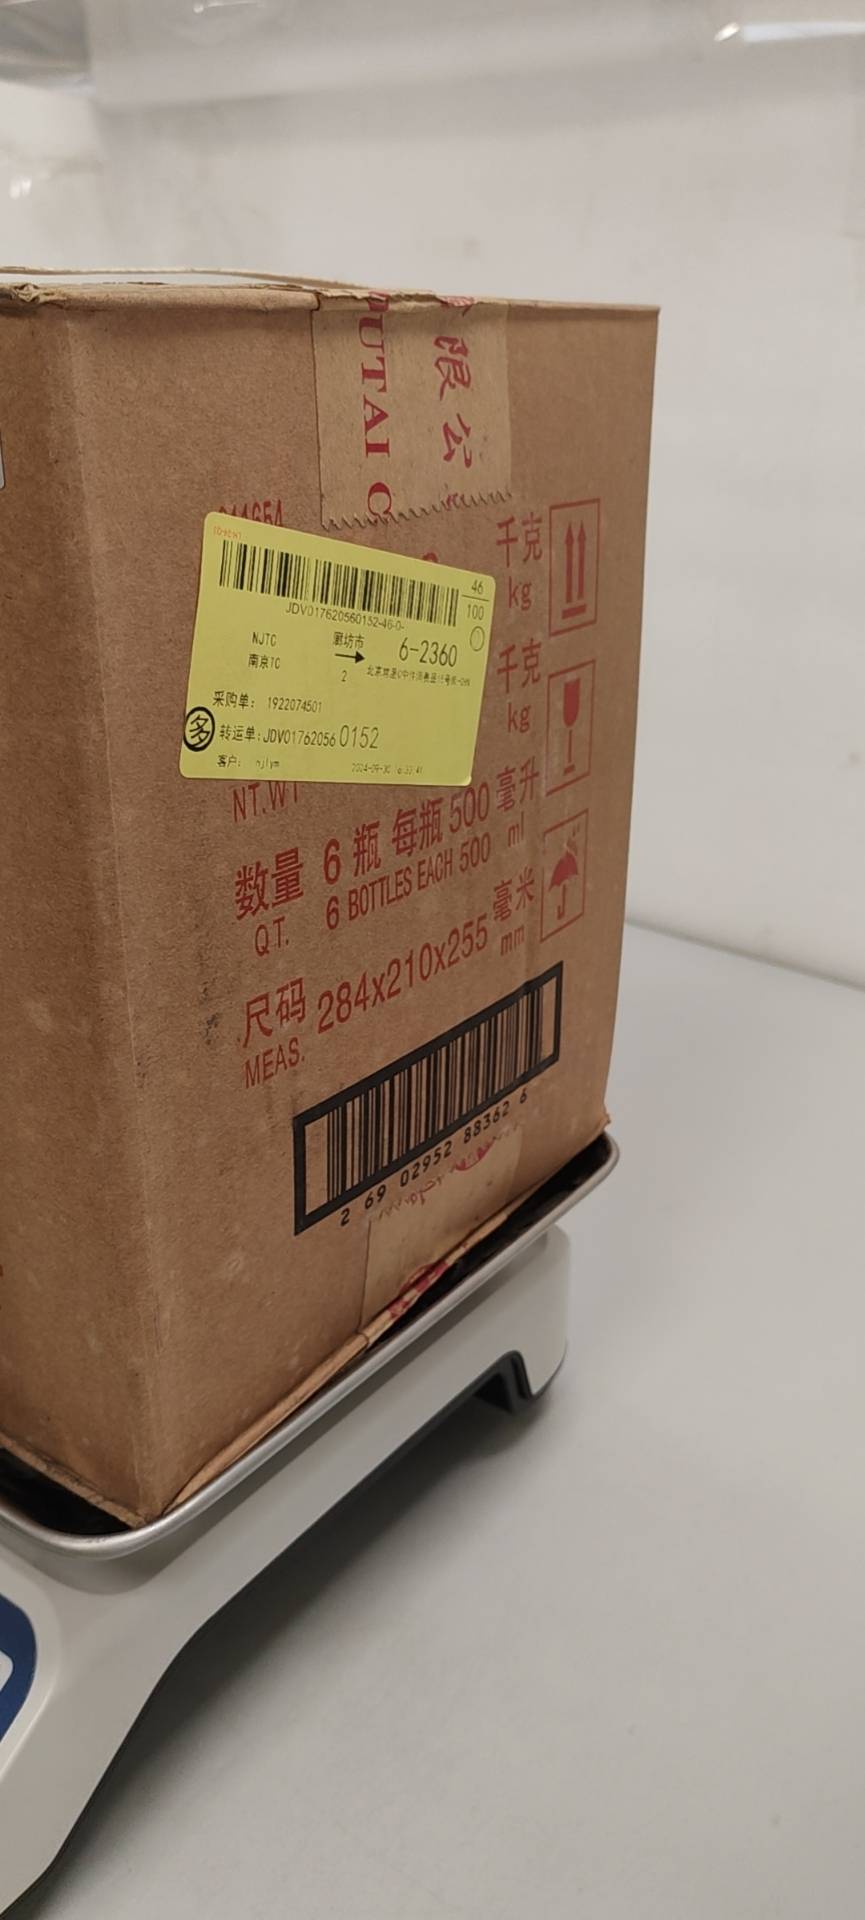 限公
OUTAI C
JDV017620560152-46-0-
46
100
NJTC
廊坊市
6-2360
南京TC
2
采购单: 1922074501
多
转运单: JDV017620560152
客户: njlym
千克
kg
千克
kg
NT.WT
数量 6 瓶 每瓶 500 毫升
QT. 6 BOTTLES EACH 500 ml
尺码 284x210x255 毫米
MEAS. mm
2 69 02952 88362 6